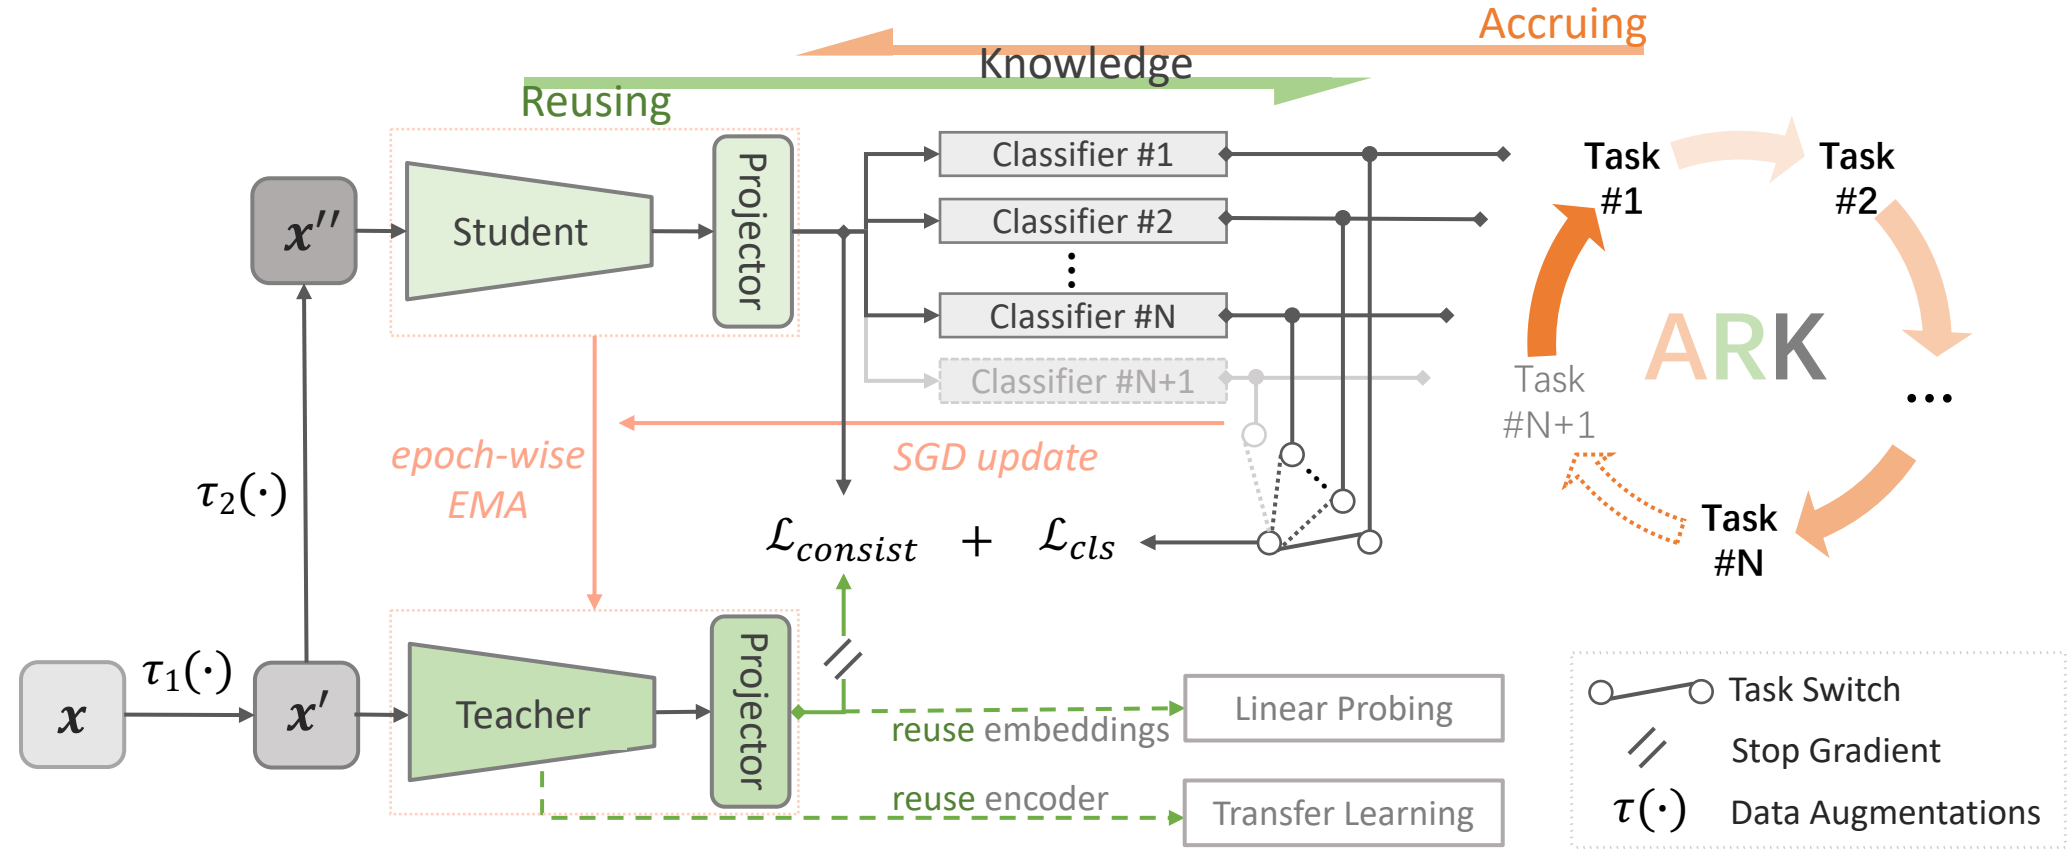 Accruing
Knowledge
Reusing
x′′
Student
Projector
Classifier #1
Classifier #2
⋮
Classifier #N
Classifier #N+1
Task
#1
Task
#2
...
Task
#N
Task
#N+1
ARK
epoch-wise
EMA
SGD update
τ₂(·)
ℒ_consist + ℒ_cls
x
τ₁(·)
x′
Teacher
Projector
reuse embeddings
Linear Probing
reuse encoder
Transfer Learning
Task Switch
Stop Gradient
τ(·) Data Augmentations